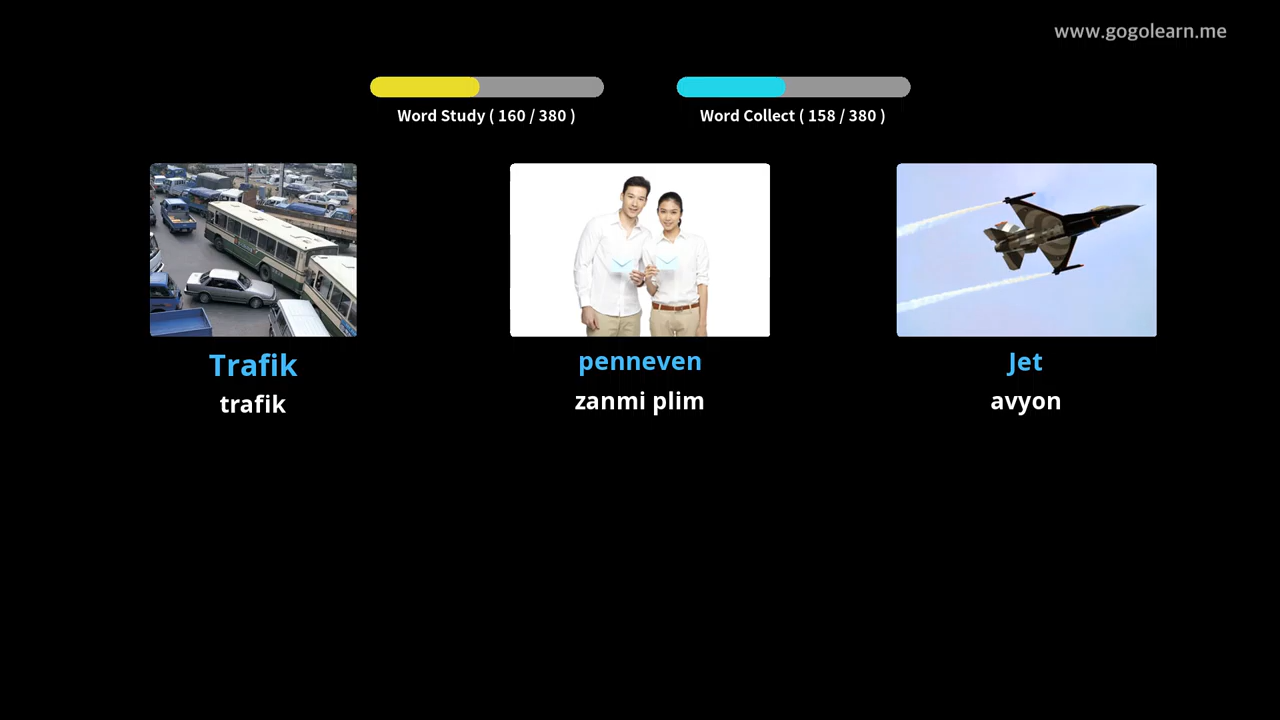 www.gogolearn.me
Word Study ( 160 / 380 )
Word Collect ( 158 / 380 )
Trafik
trafik
penneven
zanmi plim
Jet
avyon